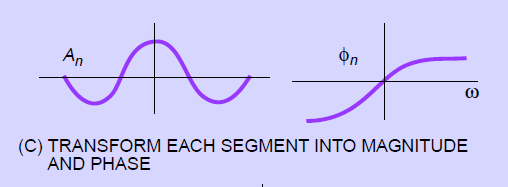 Aₙ
ϕₙ
ω
(C) TRANSFORM EACH SEGMENT INTO MAGNITUDE
AND PHASE